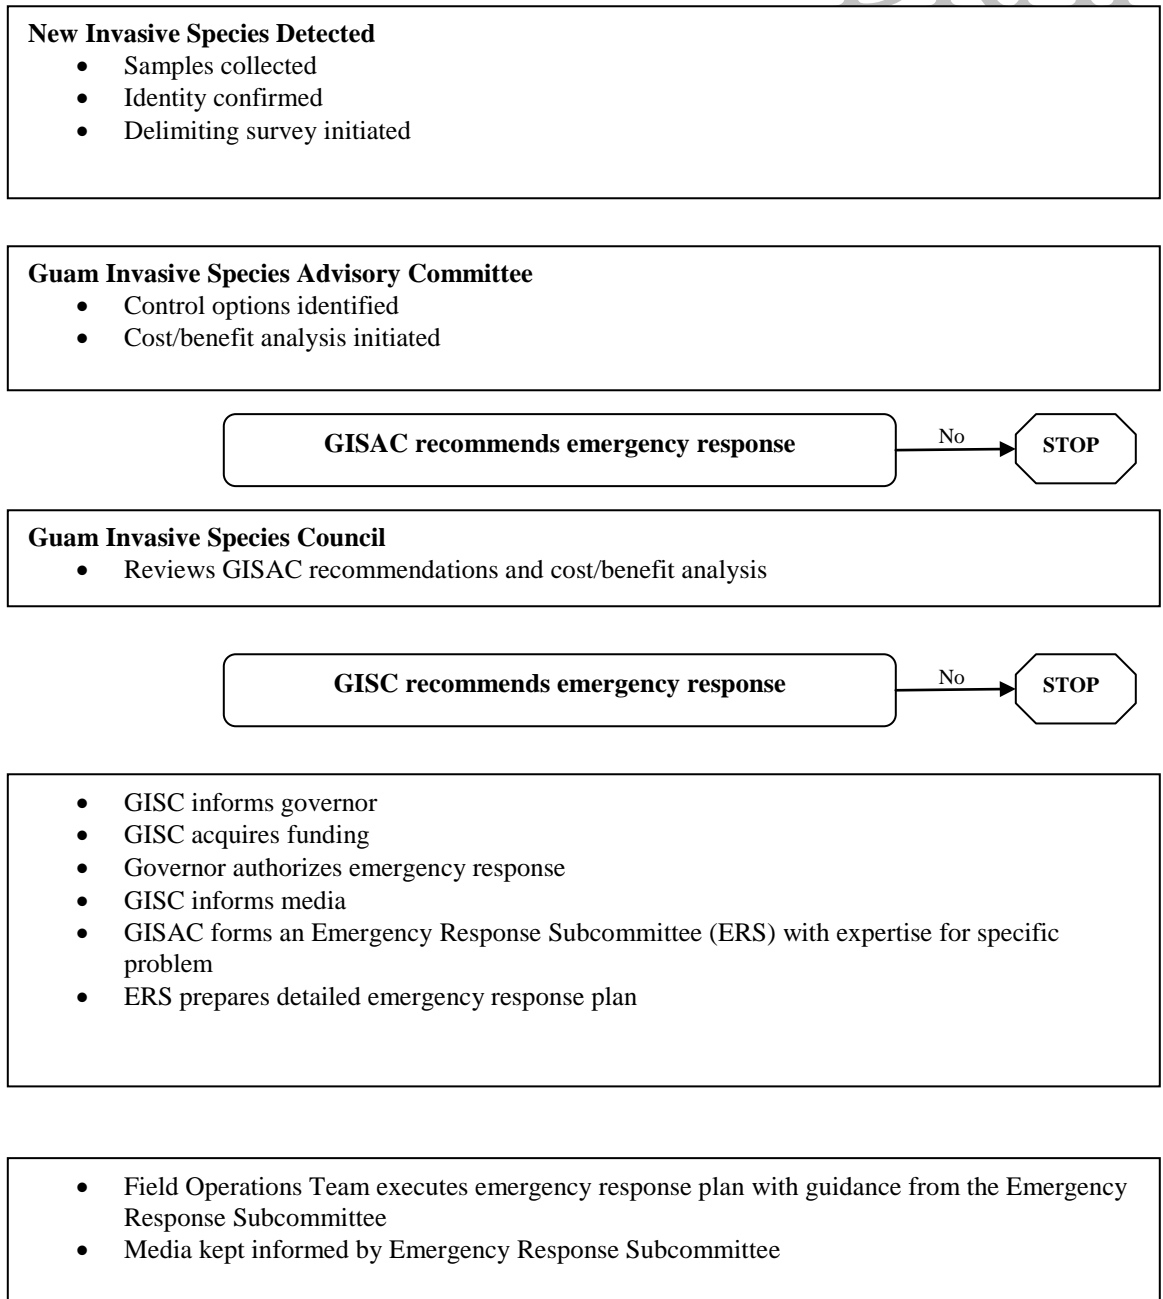 New Invasive Species Detected
• Samples collected
• Identity confirmed
• Delimiting survey initiated
Guam Invasive Species Advisory Committee
• Control options identified
• Cost/benefit analysis initiated
GISAC recommends emergency response
No
STOP
Guam Invasive Species Council
• Reviews GISAC recommendations and cost/benefit analysis
GISC recommends emergency response
No
STOP
• GISC informs governor
• GISC acquires funding
• Governor authorizes emergency response
• GISC informs media
• GISAC forms an Emergency Response Subcommittee (ERS) with expertise for specific
problem
• ERS prepares detailed emergency response plan
• Field Operations Team executes emergency response plan with guidance from the Emergency
Response Subcommittee
• Media kept informed by Emergency Response Subcommittee